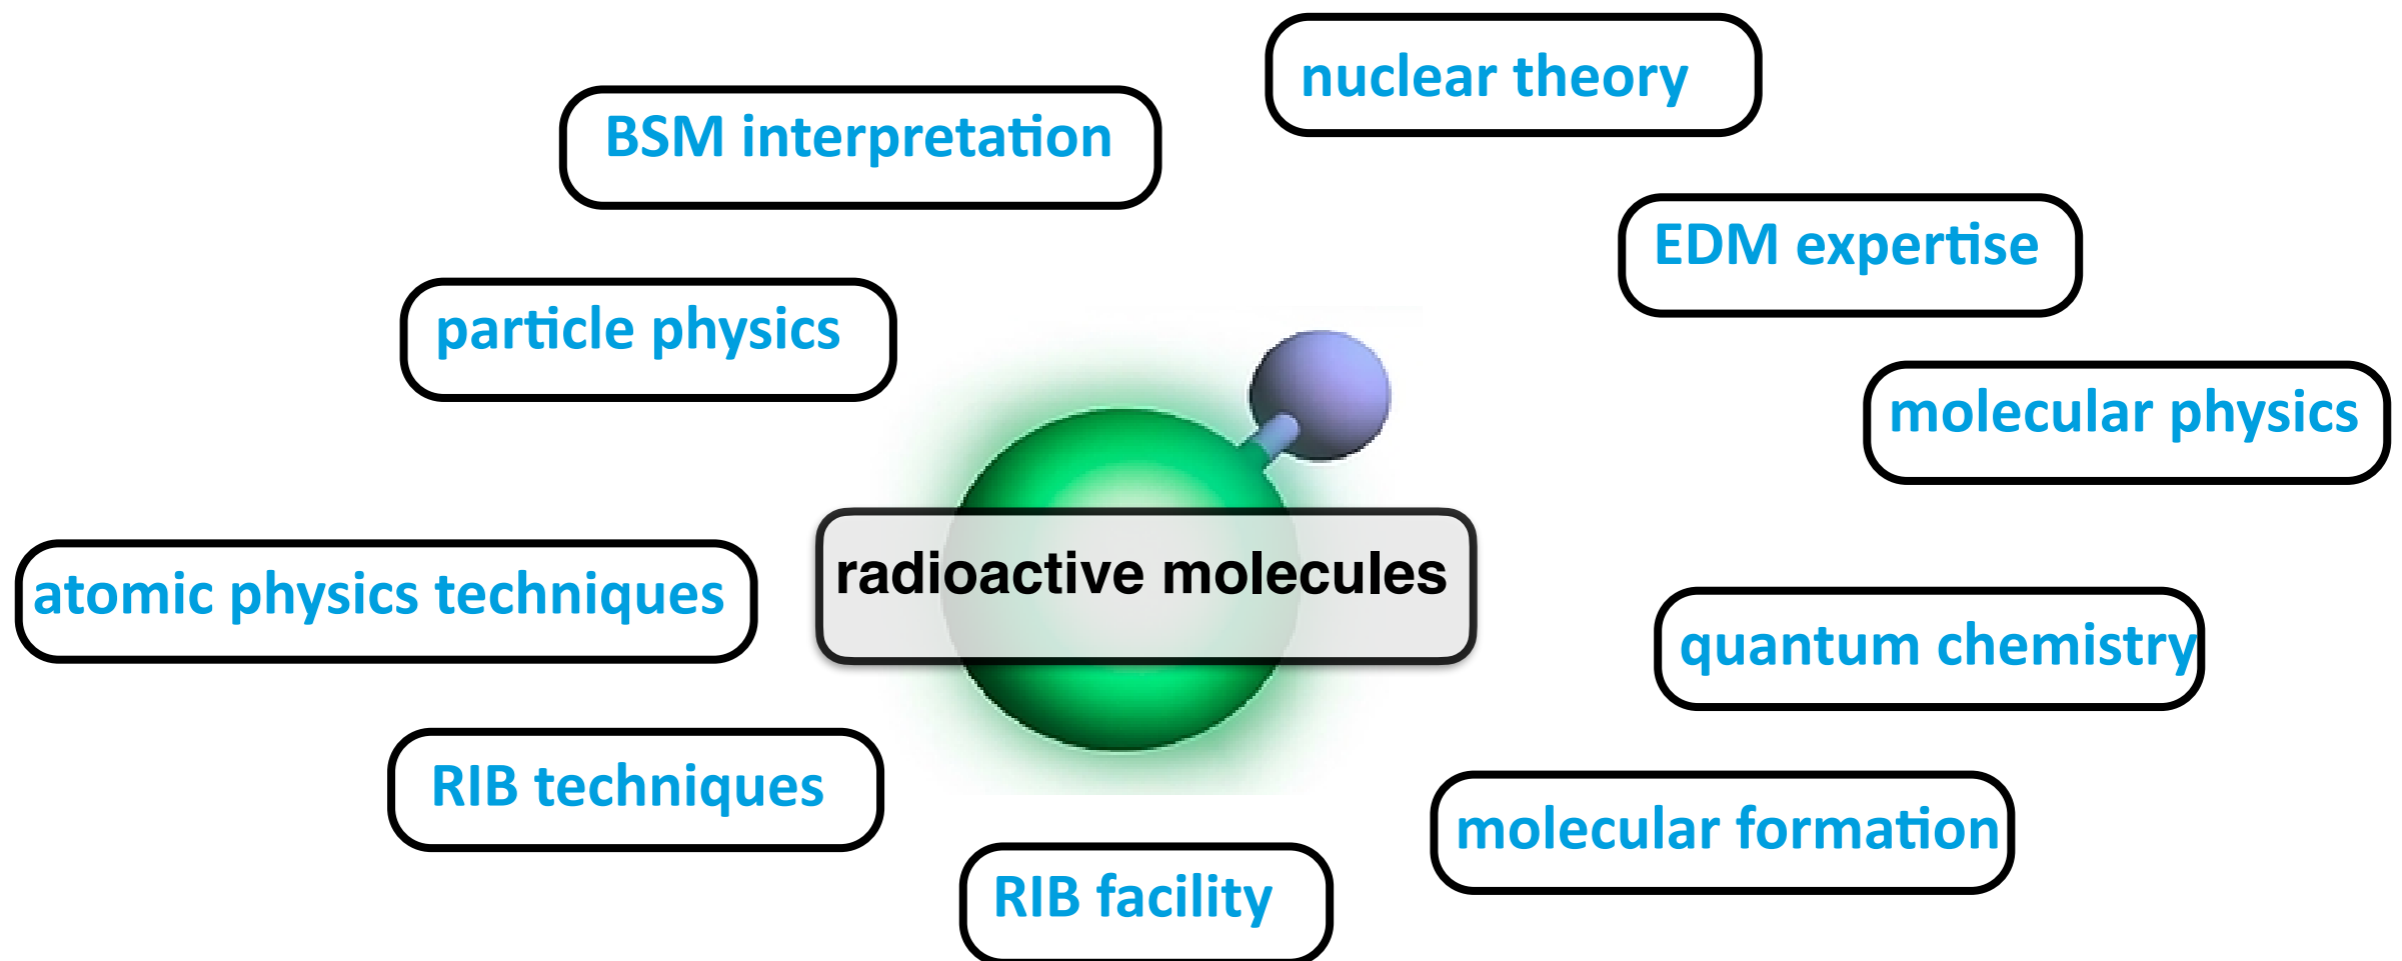 nuclear theory
BSM interpretation
EDM expertise
particle physics
molecular physics
radioactive molecules
atomic physics techniques
quantum chemistry
RIB techniques
molecular formation
RIB facility